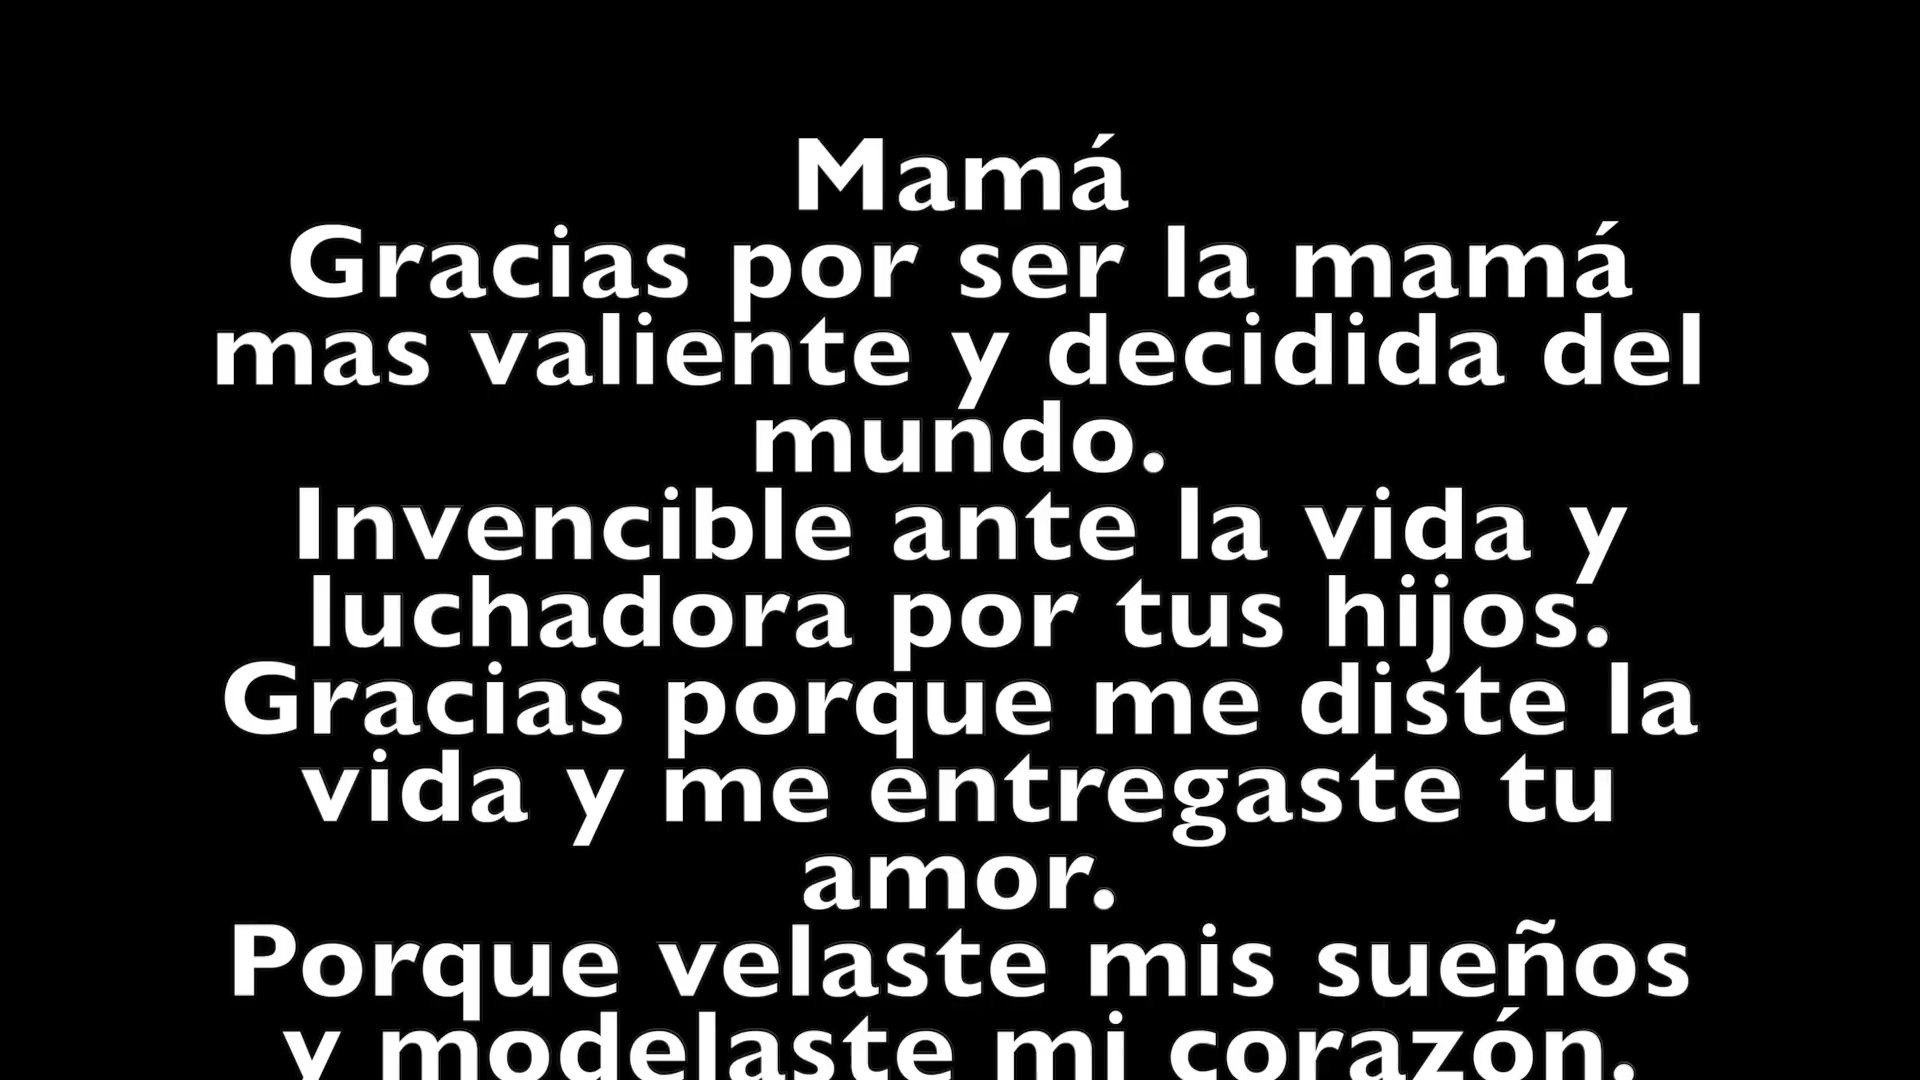 Mamá
Gracias por ser la mamá
mas valiente y decidida del
mundo.
Invencible ante la vida y
luchadora por tus hijos.
Gracias porque me diste la
vida y me entregaste tu
amor.
Porque velaste mis sueños
y modelaste mi corazón.